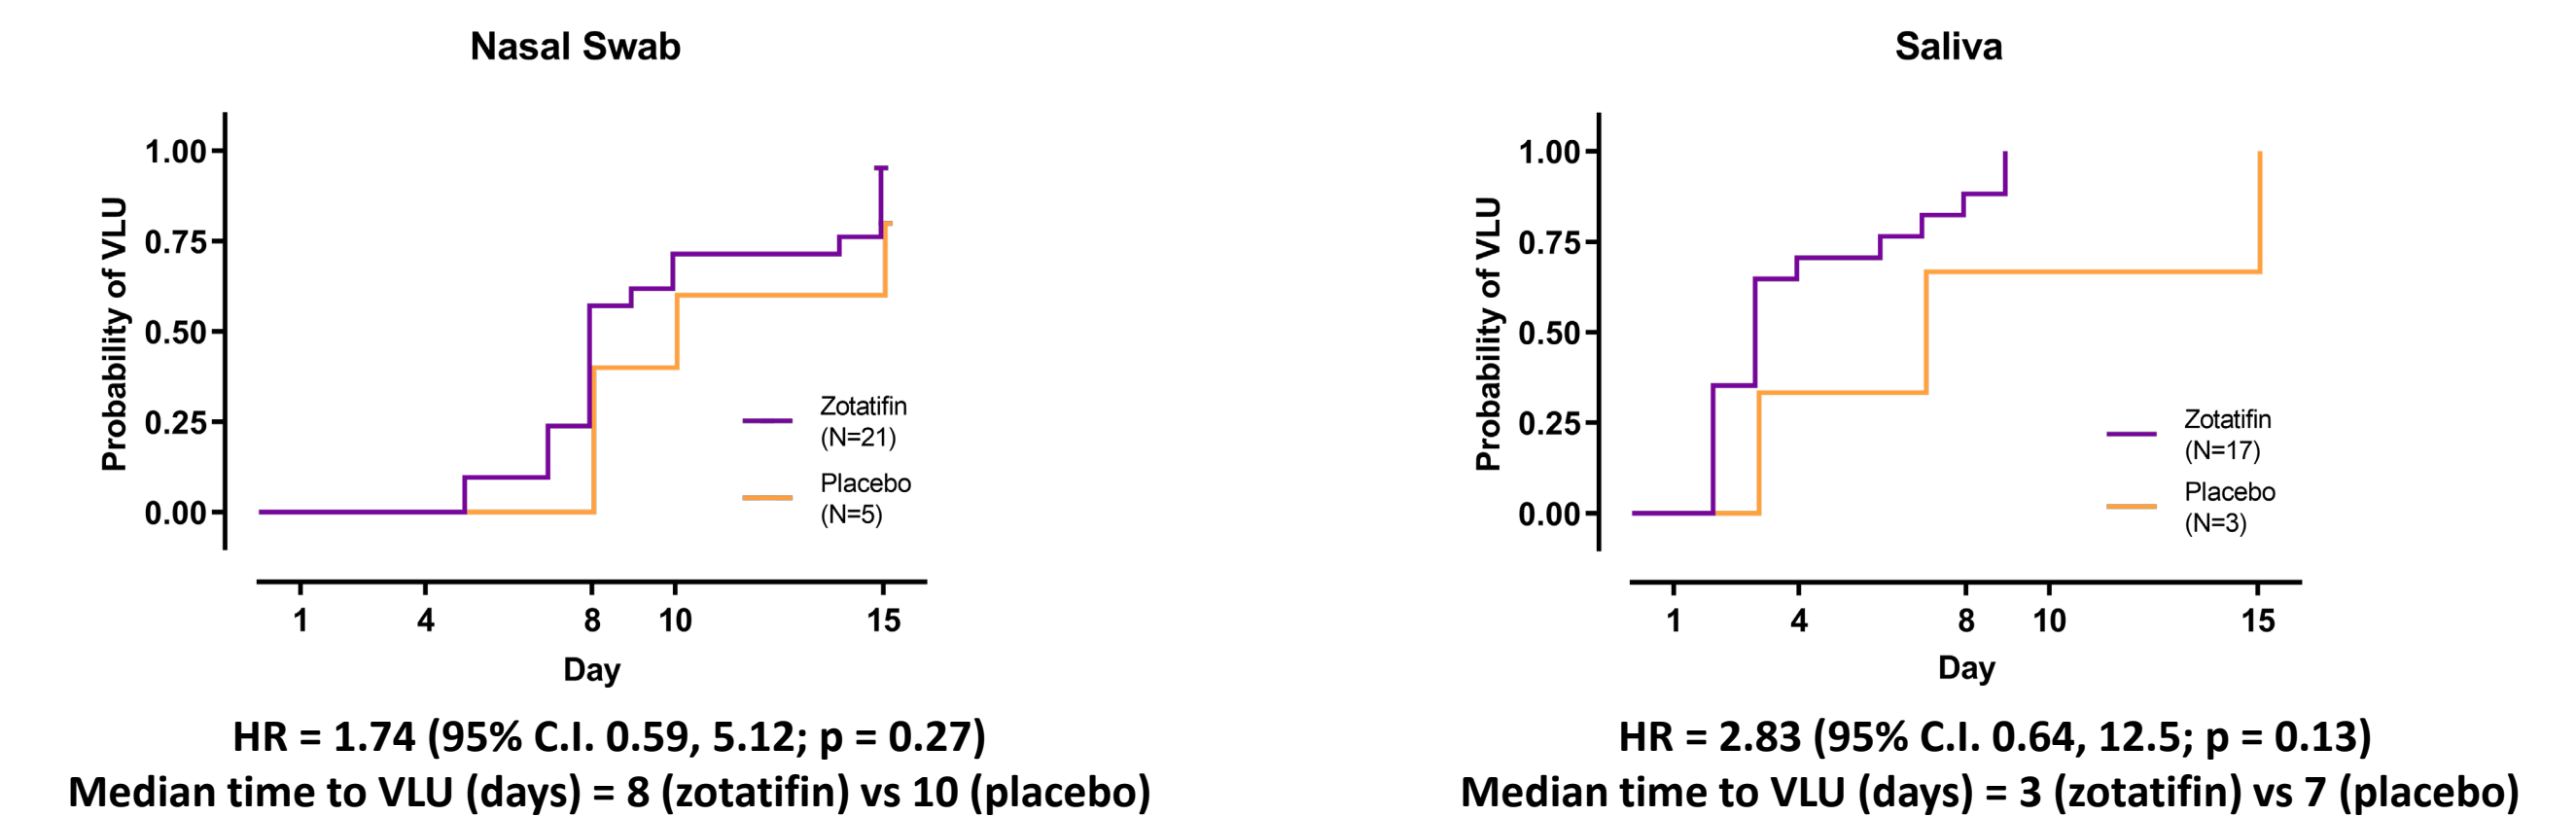 Nasal Swab
Probability of VLU
1.00
0.75
0.50
0.25
0.00
Zotatifin
(N=21)
Placebo
(N=5)
1 4 8 10 15
Day
HR = 1.74 (95% C.I. 0.59, 5.12; p = 0.27)
Median time to VLU (days) = 8 (zotatifin) vs 10 (placebo)
Saliva
Probability of VLU
1.00
0.75
0.50
0.25
0.00
Zotatifin
(N=17)
Placebo
(N=3)
1 4 8 10 15
Day
HR = 2.83 (95% C.I. 0.64, 12.5; p = 0.13)
Median time to VLU (days) = 3 (zotatifin) vs 7 (placebo)